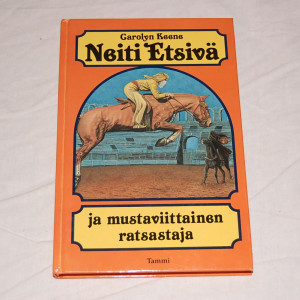 Carolyn Keene
Neiti Etsivä
ja mustaviittainen
ratsastaja
Tammi